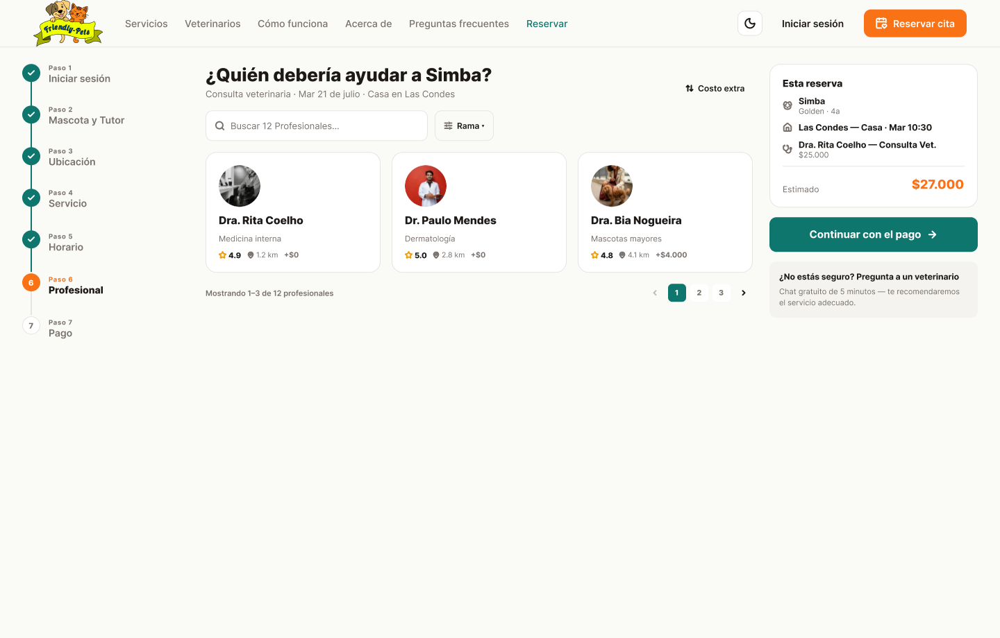 Friendly-Pets
Servicios
Veterinarios
Cómo funciona
Acerca de
Preguntas frecuentes
Reservar
Iniciar sesión
Reservar cita
Paso 1
Iniciar sesión
Paso 2
Mascota y Tutor
Paso 3
Ubicación
Paso 4
Servicio
Paso 5
Horario
6
Paso 6
Profesional
7
Paso 7
Pago
¿Quién debería ayudar a Simba?
Consulta veterinaria · Mar 21 de julio · Casa en Las Condes
Costo extra
Buscar 12 Profesionales...
Rama
Dra. Rita Coelho
Medicina interna
4.9 1.2 km +$0
Dr. Paulo Mendes
Dermatología
5.0 2.8 km +$0
Dra. Bia Nogueira
Mascotas mayores
4.8 4.1 km +$4.000
Mostrando 1–3 de 12 profesionales
1 2 3
Esta reserva
Simba
Golden · 4a
Las Condes — Casa · Mar 10:30
Dra. Rita Coelho — Consulta Vet.
$25.000
Estimado
$27.000
Continuar con el pago
¿No estás seguro? Pregunta a un veterinario
Chat gratuito de 5 minutos — te recomendaremos
el servicio adecuado.